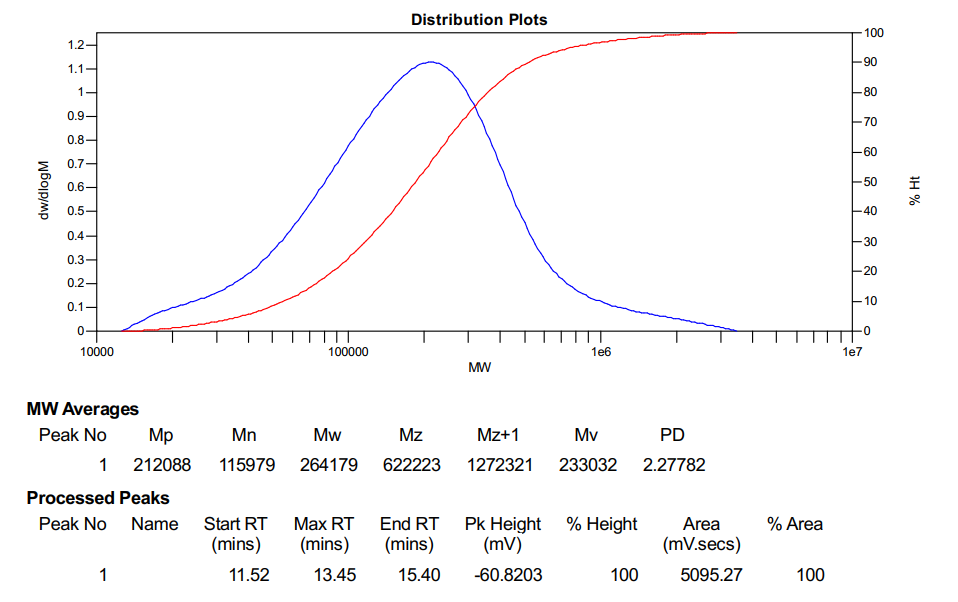 Distribution Plots
1.2
1.1
1
0.9
0.8
0.7
0.6
0.5
0.4
0.3
0.2
0.1
0
dw/dlogM
100
90
80
70
60
50
40
30
20
10
0
% Ht
10000 100000 1e6 1e7
MW
MW Averages
Peak No Mp Mn Mw Mz Mz+1 Mv PD
1 212088 115979 264179 622223 1272321 233032 2.27782
Processed Peaks
Peak No Name Start RT Max RT End RT Pk Height % Height Area % Area
(mins) (mins) (mins) (mV) (mV.secs)
1 11.52 13.45 15.40 -60.8203 100 5095.27 100